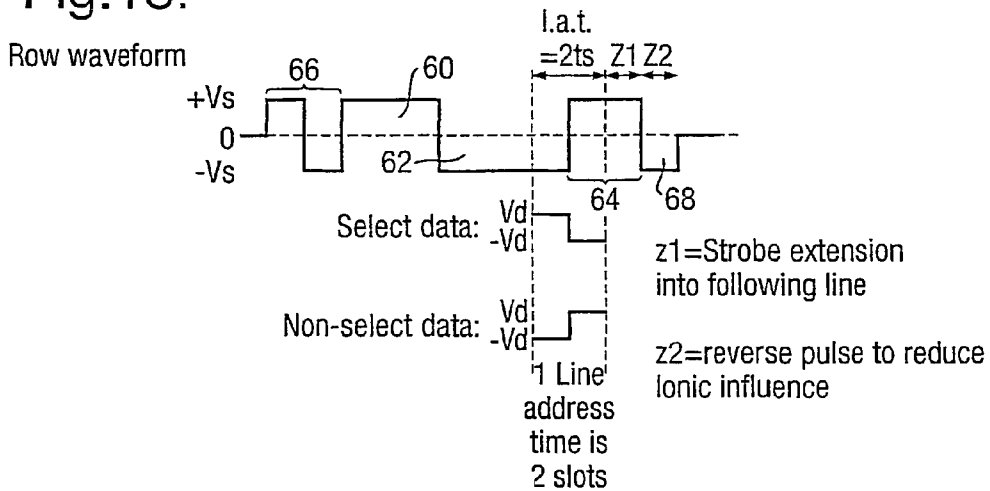 Row waveform
l.a.t.
=2ts Z1 Z2
66
60
+Vs
0
-Vs
62
64
68
Select data: Vd
-Vd
z1=Strobe extension
into following line
Non-select data: Vd
-Vd
z2=reverse pulse to reduce
Ionic influence
1 Line
address
time is
2 slots